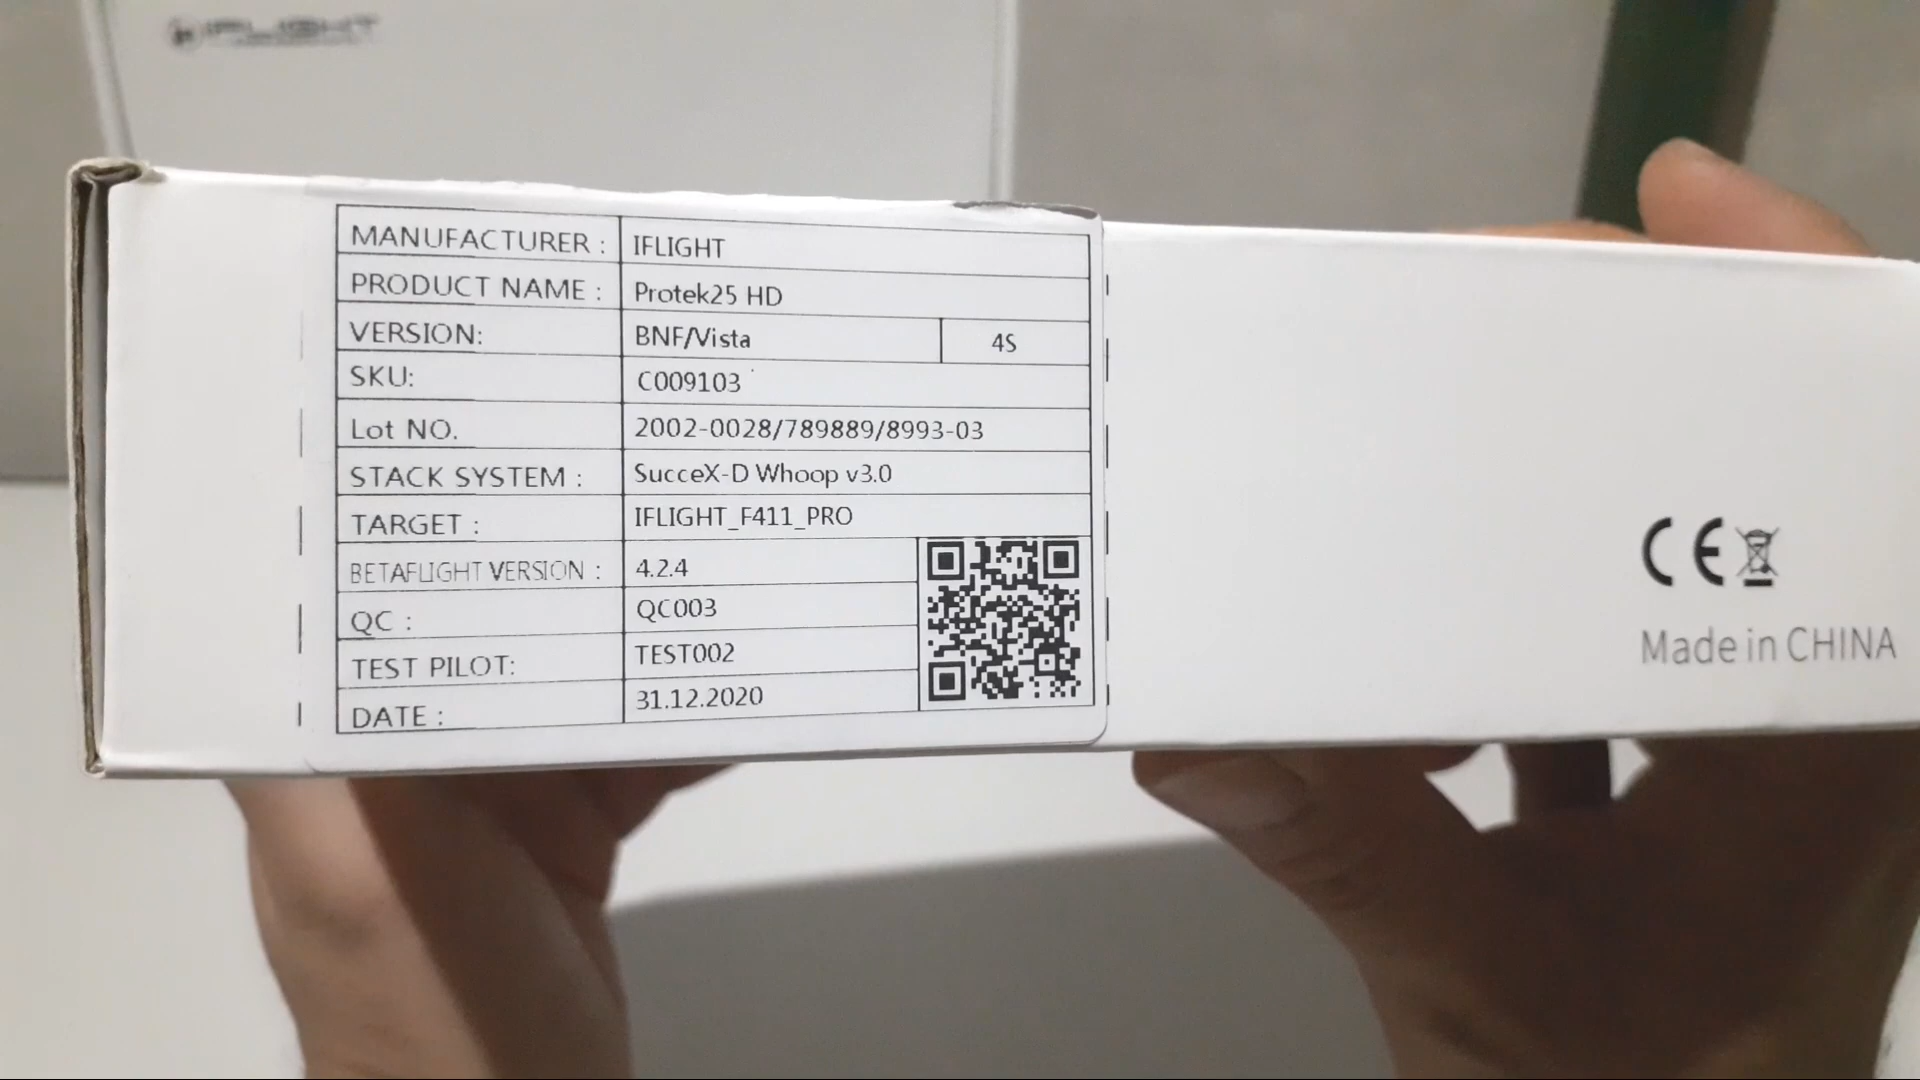 IFLIGHT
MANUFACTURER : IFLIGHT
PRODUCT NAME : Protek25 HD
VERSION: BNF/Vista 4S
SKU: C009103
Lot NO. 2002-0028/789889/8993-03
STACK SYSTEM : SucceX-D Whoop v3.0
TARGET : IFLIGHT_F411_PRO
BETAFLIGHT VERSION : 4.2.4
QC : QC003
TEST PILOT: TEST002
DATE : 31.12.2020
CE
Made in CHINA